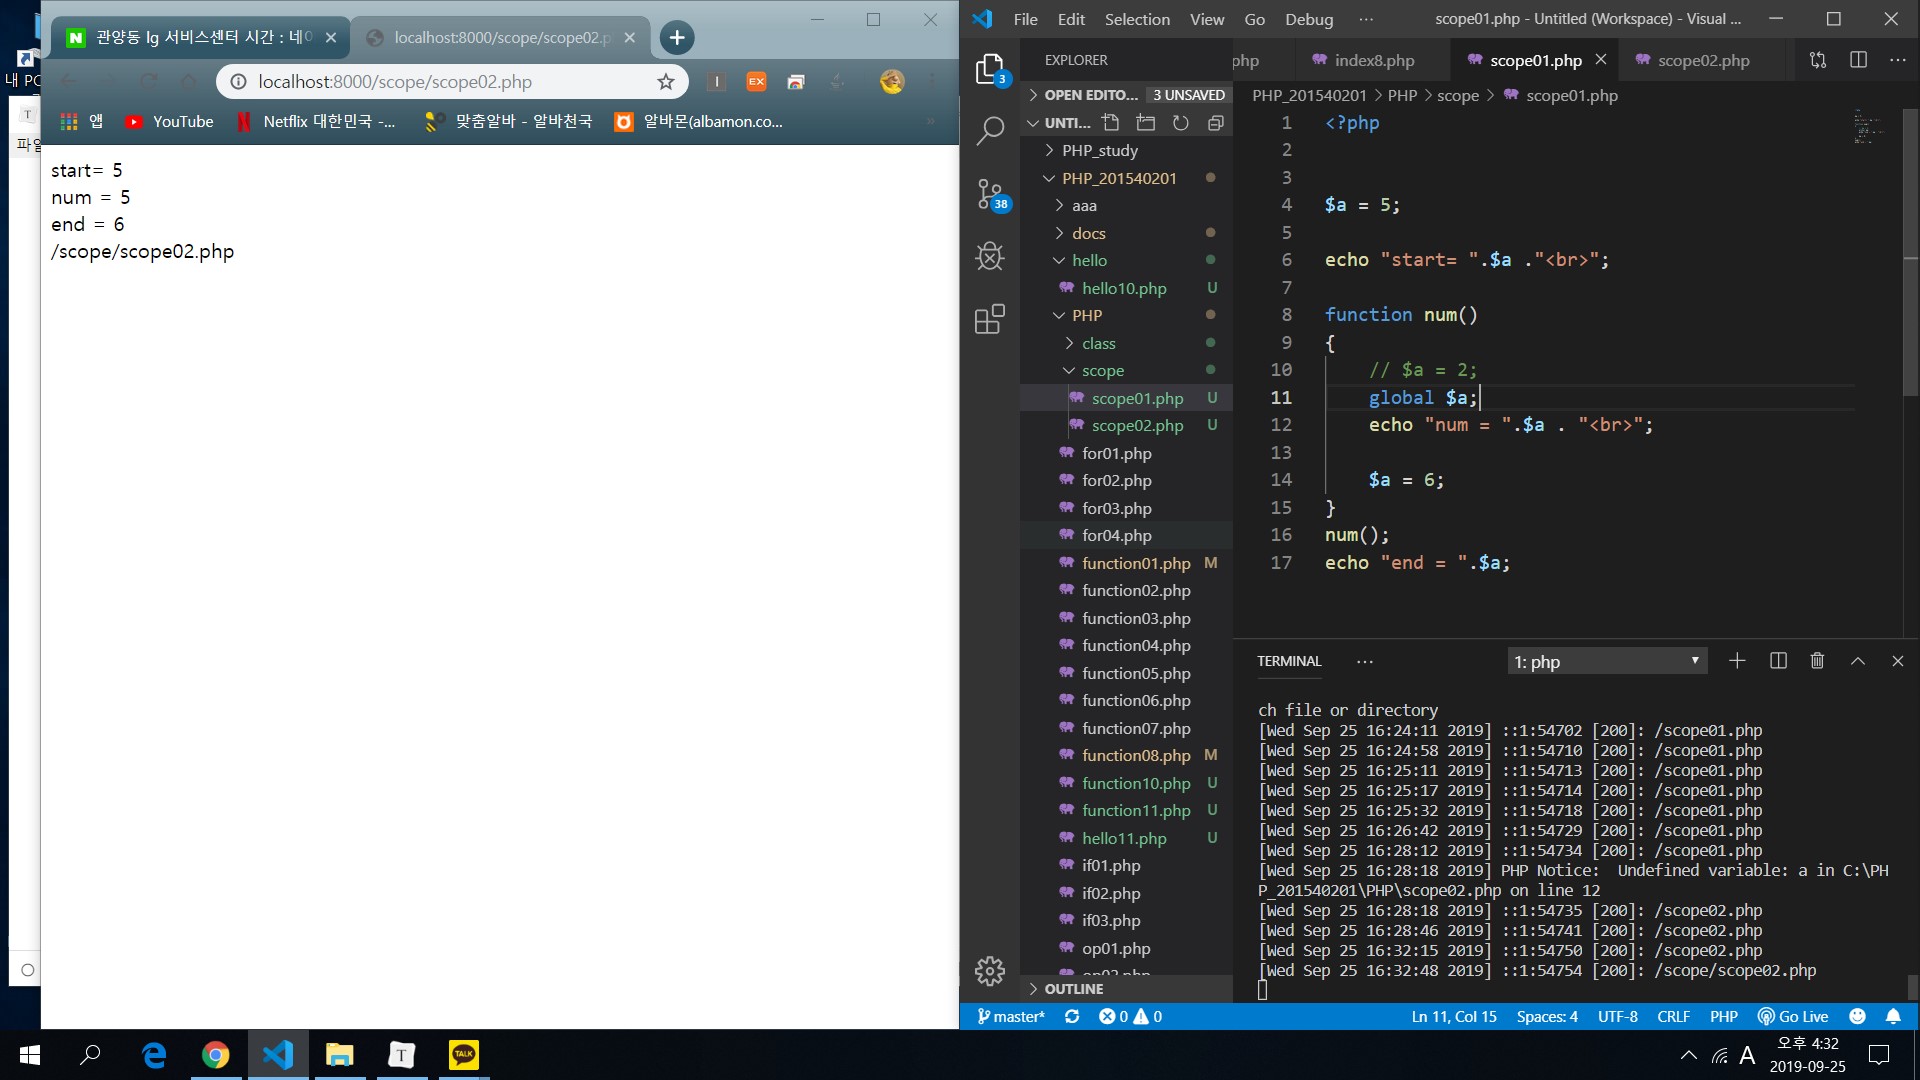 관양동 lg 서비스센터 시간 : 네이
localhost:8000/scope/scope02.p
localhost:8000/scope/scope02.php
EX
앱
YouTube
Netflix 대한민국 -...
맞춤알바 - 알바천국
알바몬(albamon.co...
start= 5
num = 5
end = 6
/scope/scope02.php
내 PC
T
파일
File
Edit
Selection
View
Go
Debug
···
scope01.php - Untitled (Workspace) - Visual ...
EXPLORER
php
index8.php
scope01.php
scope02.php
3
38
OPEN EDITO...
3 UNSAVED
UNTI...
PHP_study
PHP_201540201
aaa
docs
hello
hello10.php U
PHP
class
scope
scope01.php U
scope02.php U
for01.php
for02.php
for03.php
for04.php
function01.php M
function02.php
function03.php
function04.php
function05.php
function06.php
function07.php
function08.php M
function10.php U
function11.php U
hello11.php U
if01.php
if02.php
if03.php
op01.php
OUTLINE
PHP_201540201 > PHP > scope > scope01.php
1 <?php
2
3
4 $a = 5;
5
6 echo "start= ".$a ."<br>";
7
8 function num()
9 {
10 // $a = 2;
11 global $a;
12 echo "num = ".$a . "<br>";
13
14 $a = 6;
15 }
16 num();
17 echo "end = ".$a;
TERMINAL
···
1: php
ch file or directory
[Wed Sep 25 16:24:11 2019] ::1:54702 [200]: /scope01.php
[Wed Sep 25 16:24:58 2019] ::1:54710 [200]: /scope01.php
[Wed Sep 25 16:25:11 2019] ::1:54713 [200]: /scope01.php
[Wed Sep 25 16:25:17 2019] ::1:54714 [200]: /scope01.php
[Wed Sep 25 16:25:32 2019] ::1:54718 [200]: /scope01.php
[Wed Sep 25 16:26:42 2019] ::1:54729 [200]: /scope01.php
[Wed Sep 25 16:28:12 2019] ::1:54734 [200]: /scope01.php
[Wed Sep 25 16:28:18 2019] PHP Notice:  Undefined variable: a in C:\PH
P_201540201\PHP\scope02.php on line 12
[Wed Sep 25 16:28:18 2019] ::1:54735 [200]: /scope02.php
[Wed Sep 25 16:28:46 2019] ::1:54741 [200]: /scope02.php
[Wed Sep 25 16:32:15 2019] ::1:54750 [200]: /scope02.php
[Wed Sep 25 16:32:48 2019] ::1:54754 [200]: /scope/scope02.php
master*
0
0
Ln 11, Col 15
Spaces: 4
UTF-8
CRLF
PHP
Go Live
T
TALK
A
오후 4:32
2019-09-25